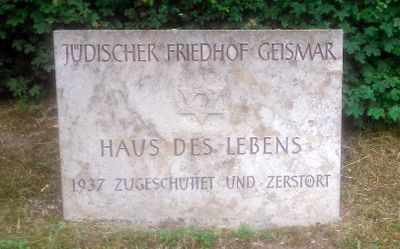 JÜDISCHER FRIEDHOF GEISMAR
HAUS DES LEBENS
1937 ZUGESCHÜTTET UND ZERSTÖRT